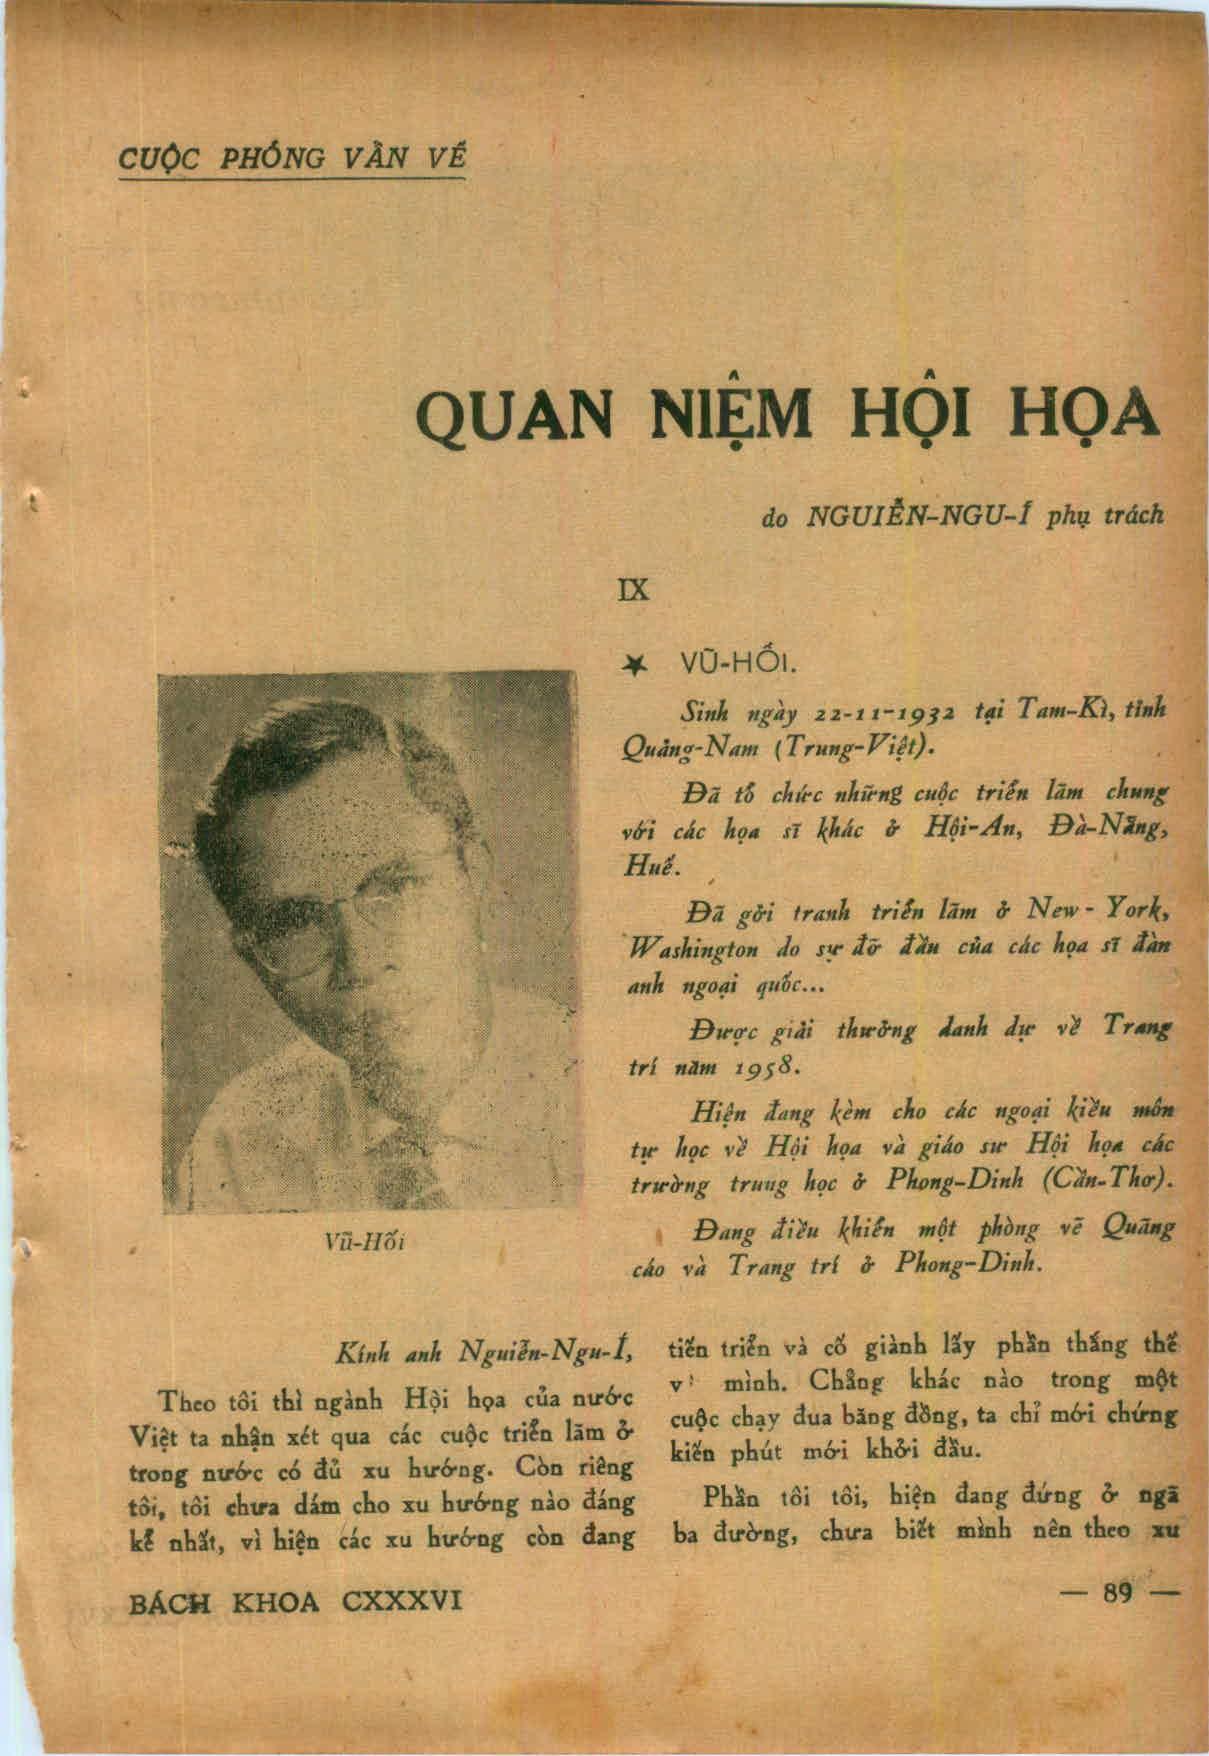 CUỘC PHỎNG VẤN VỀ
QUAN NIỆM HỘI HỌA
do NGUIỄN-NGU-Í phụ trách
IX
★ VŨ-HỐI.
Sinh ngày 22-11-1932 tại Tam-Kì, tỉnh
Quảng-Nam (Trung-Việt).
Đã tổ chức những cuộc triển lãm chung
với các họa sĩ khác ở Hội-An, Đà-Nẵng,
Huế.
Đã gởi tranh triển lãm ở New - York,
Washington do sự đỡ đầu của các họa sĩ đàn
anh ngoại quốc...
Được giải thưởng danh dự về Trang
trí năm 1958.
Hiện đang kèm cho các ngoại kiều môn
tự học về Hội họa và giáo sư Hội họa các
trường trung học ở Phong-Dinh (Cần-Thơ).
Đang điều khiển một phòng vẽ Quãng
cáo và Trang trí ở Phong-Dinh.
Vũ-Hối
Kính anh Nguiễn-Ngu-Í,
Theo tôi thì ngành Hội họa của nước
Việt ta nhận xét qua các cuộc triển lãm ở
trong nước có đủ xu hướng. Còn riêng
tôi, tôi chưa dám cho xu hướng nào đáng
kể nhất, vì hiện các xu hướng còn đang
tiến triển và cố giành lấy phần thắng thế
mình. Chẳng khác nào trong một
cuộc chạy đua băng đồng, ta chỉ mới chứng
kiến phút mới khởi đầu.
Phần tôi tôi, hiện đang đứng ở ngã
ba đường, chưa biết mình nên theo xu
BÁCH KHOA CXXXVI
— 89 —